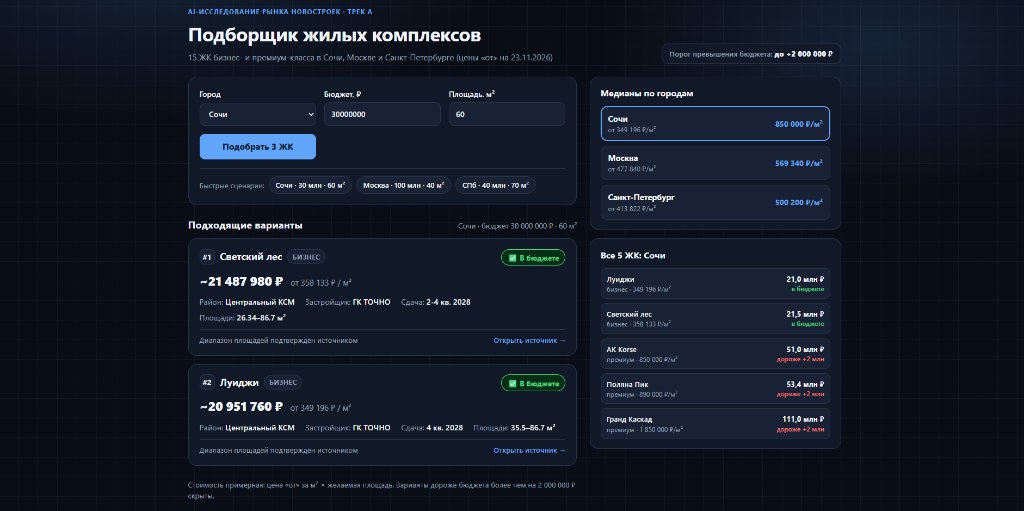 AI-ИССЛЕДОВАНИЕ РЫНКА НОВОСТРОЕК · ТРЕК A
Подборщик жилых комплексов
15 ЖК бизнес- и премиум-класса в Сочи, Москве и Санкт-Петербурге (цены «от» на 23.11.2026)
Порог превышения бюджета: до +2 000 000 ₽
Город
Бюджет, ₽
Площадь, м²
Сочи
30000000
60
Подобрать 3 ЖК
Быстрые сценарии:
Сочи · 30 млн · 60 м²
Москва · 100 млн · 40 м²
СПб · 40 млн · 70 м²
Подходящие варианты
Сочи · бюджет 30 000 000 ₽ · 60 м²
#1 Светский лес БИЗНЕС
✅ В бюджете
~21 487 980 ₽ от 358 133 ₽ / м²
Район: Центральный КСМ Застройщик: ГК ТОЧНО Сдача: 2-4 кв. 2028
Площади: 26.34–86.7 м²
Диапазон площадей подтверждён источником
Открыть источник →
#2 Луиджи БИЗНЕС
✅ В бюджете
~20 951 760 ₽ от 349 196 ₽ / м²
Район: Центральный КСМ Застройщик: ГК ТОЧНО Сдача: 4 кв. 2028 Площади: 35.5–86.7 м²
Диапазон площадей подтверждён источником
Открыть источник →
Стоимость примерная: цена «от» за м² × желаемая площадь. Варианты дороже бюджета более чем на 2 000 000 ₽
скрыты.
Медианы по городам
Сочи
от 349 196 ₽/м²
850 000 ₽/м²
Москва
от 477 840 ₽/м²
569 340 ₽/м²
Санкт-Петербург
от 413 822 ₽/м²
500 200 ₽/м²
Все 5 ЖК: Сочи
Луиджи
бизнес · 349 196 ₽/м²
21,0 млн ₽
в бюджете
Светский лес
бизнес · 358 133 ₽/м²
21,5 млн ₽
в бюджете
АК Korse
премиум · 850 000 ₽/м²
51,0 млн ₽
дороже +2 млн
Поляна Пик
премиум · 890 000 ₽/м²
53,4 млн ₽
дороже +2 млн
Гранд Каскад
премиум · 1 850 000 ₽/м²
111,0 млн ₽
дороже +2 млн